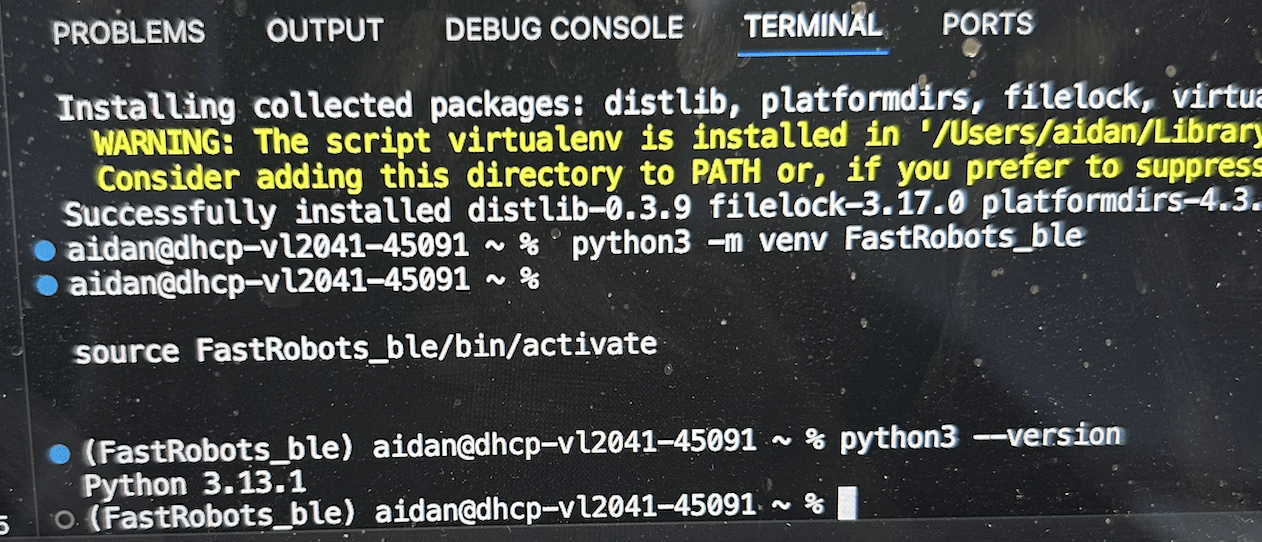 PROBLEMS OUTPUT DEBUG CONSOLE TERMINAL PORTS
Installing collected packages: distlib, platformdirs, filelock, virtua
WARNING: The script virtualenv is installed in '/Users/aidan/Library
Consider adding this directory to PATH or, if you prefer to suppress
Successfully installed distlib-0.3.9 filelock-3.17.0 platformdirs-4.3.
aidan@dhcp-vl2041-45091 ~ % python3 -m venv FastRobots_ble
aidan@dhcp-vl2041-45091 ~ %
source FastRobots_ble/bin/activate
(FastRobots_ble) aidan@dhcp-vl2041-45091 ~ % python3 --version
Python 3.13.1
(FastRobots_ble) aidan@dhcp-vl2041-45091 ~ %